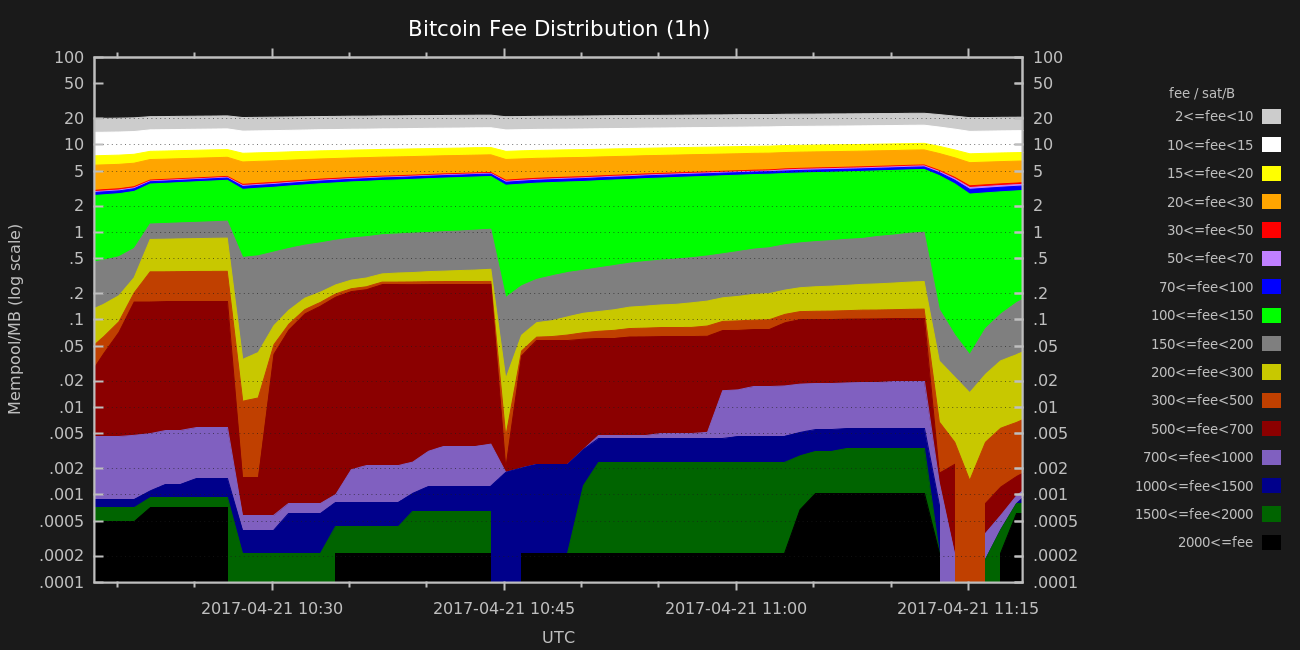 Bitcoin Fee Distribution (1h)
100 100
50 50
20 20
10 10
5 5
2 2
1 1
.5 .5
.2 .2
.1 .1
.05 .05
.02 .02
.01 .01
.005 .005
.002 .002
.001 .001
.0005 .0005
.0002 .0002
.0001 .0001
Mempool/MB (log scale)
2017-04-21 10:30 2017-04-21 10:45 2017-04-21 11:00 2017-04-21 11:15
UTC
fee / sat/B
2<=fee<10
10<=fee<15
15<=fee<20
20<=fee<30
30<=fee<50
50<=fee<70
70<=fee<100
100<=fee<150
150<=fee<200
200<=fee<300
300<=fee<500
500<=fee<700
700<=fee<1000
1000<=fee<1500
1500<=fee<2000
2000<=fee